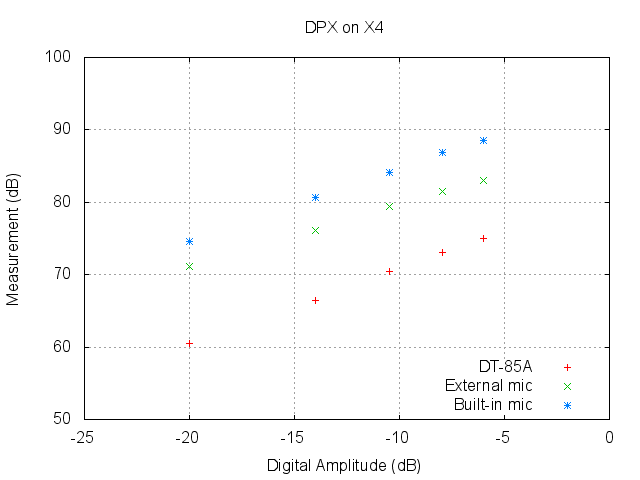 DPX on X4
100
90
80
70
60
50
Measurement (dB)
DT-85A
External mic
Built-in mic
-25 -20 -15 -10 -5 0
Digital Amplitude (dB)